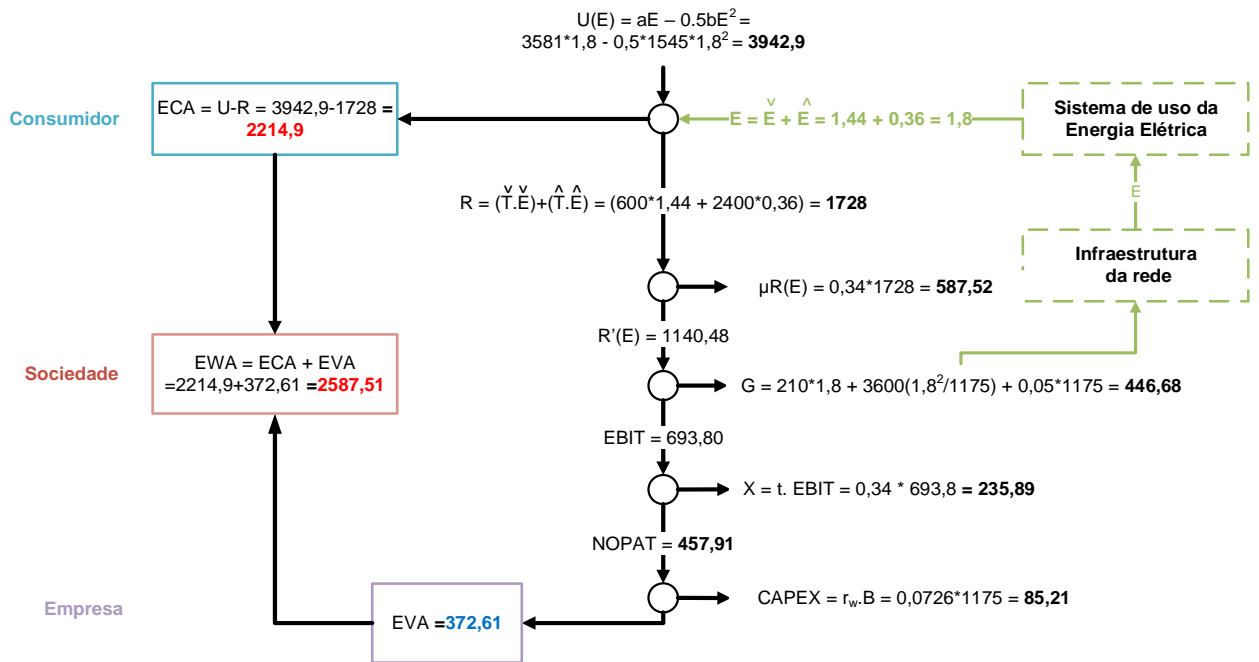 U(E) = aE – 0.5bE² =
3581*1,8 - 0,5*1545*1,8² = 3942,9
Consumidor
ECA = U-R = 3942,9-1728 =
2214,9
E = Ě + Ê = 1,44 + 0,36 = 1,8
Sistema de uso da
Energia Elétrica
R = (Ť.Ě)+(T̂.Ê) = (600*1,44 + 2400*0,36) = 1728
E
Infraestrutura
da rede
µR(E) = 0,34*1728 = 587,52
R’(E) = 1140,48
Sociedade
EWA = ECA + EVA
=2214,9+372,61 =2587,51
G = 210*1,8 + 3600(1,8²/1175) + 0,05*1175 = 446,68
EBIT = 693,80
X = t. EBIT = 0,34 * 693,8 = 235,89
NOPAT = 457,91
Empresa
CAPEX = r_w.B = 0,0726*1175 = 85,21
EVA =372,61